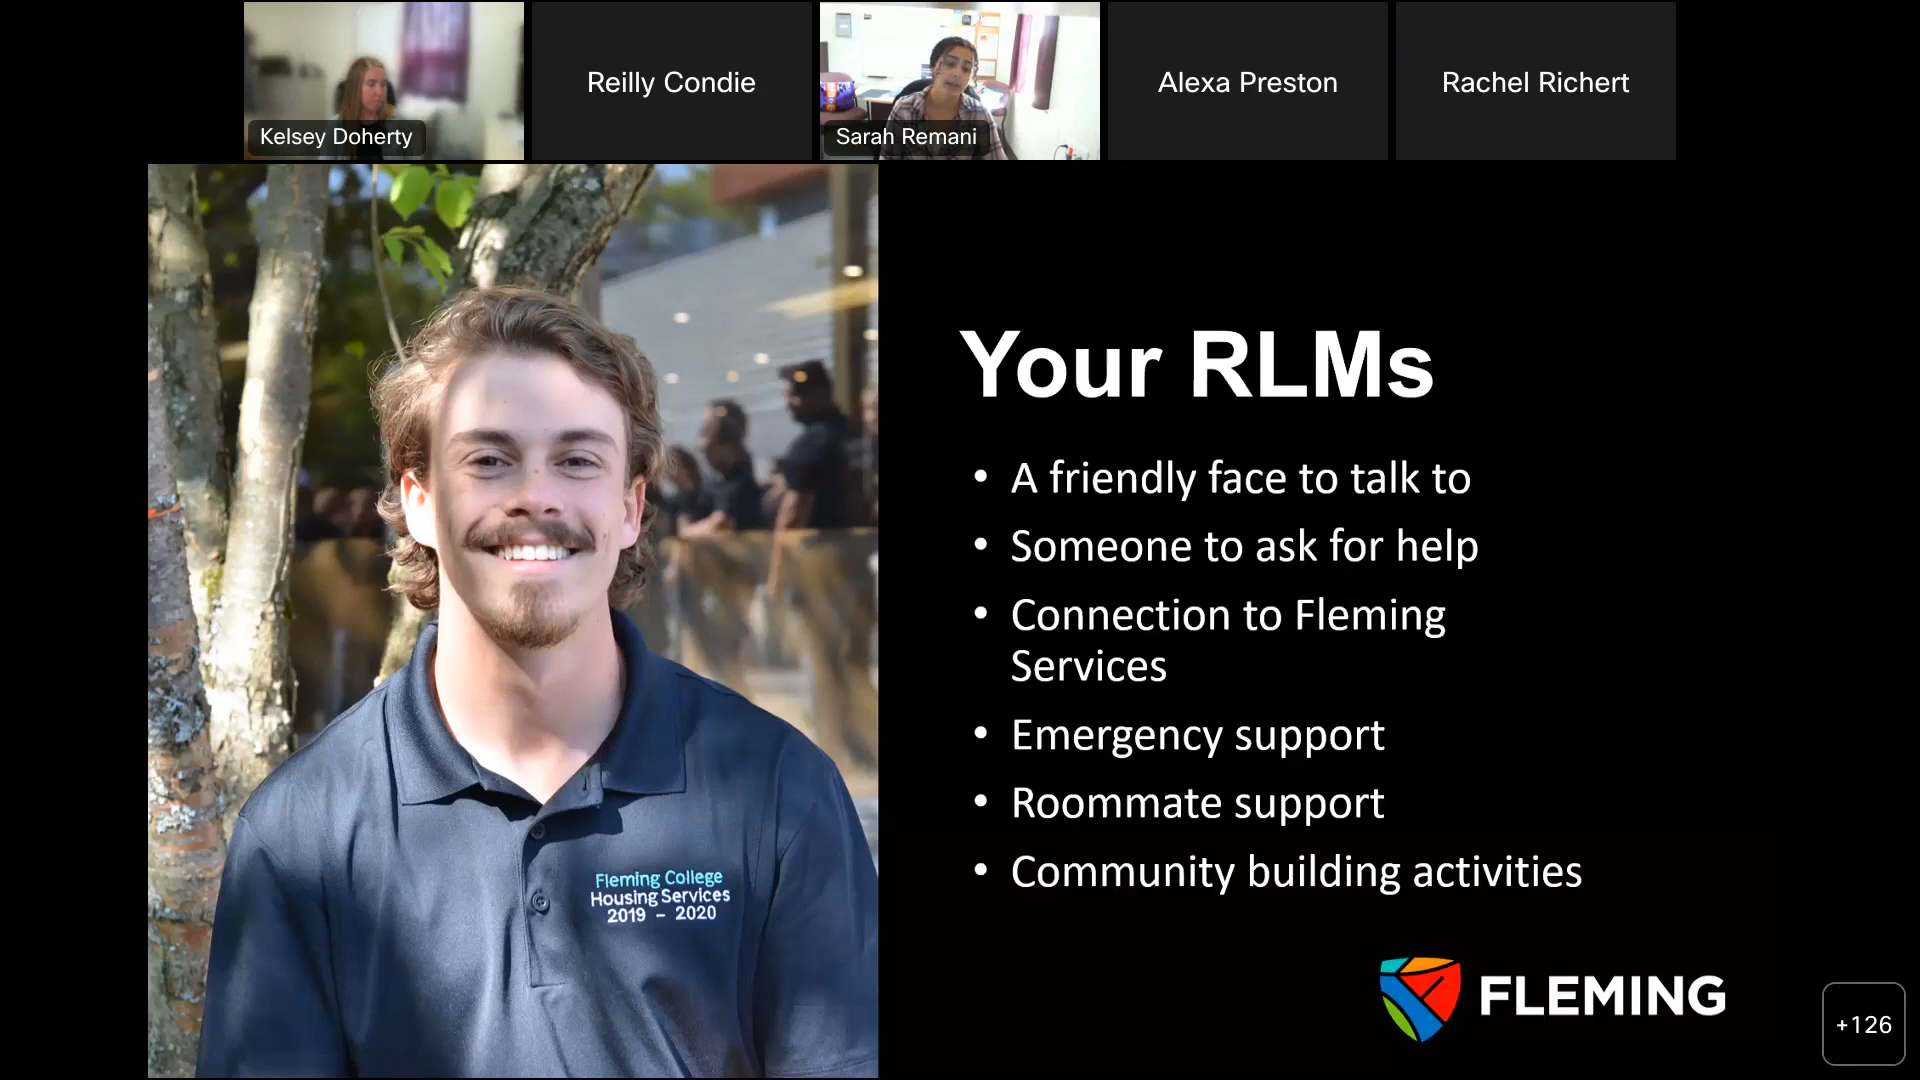 Kelsey Doherty
Reilly Condie
Sarah Remani
Alexa Preston
Rachel Richert
Your RLMs
• A friendly face to talk to
• Someone to ask for help
• Connection to Fleming
Services
• Emergency support
• Roommate support
• Community building activities
Fleming College
Housing Services
2019 – 2020
FLEMING
+126